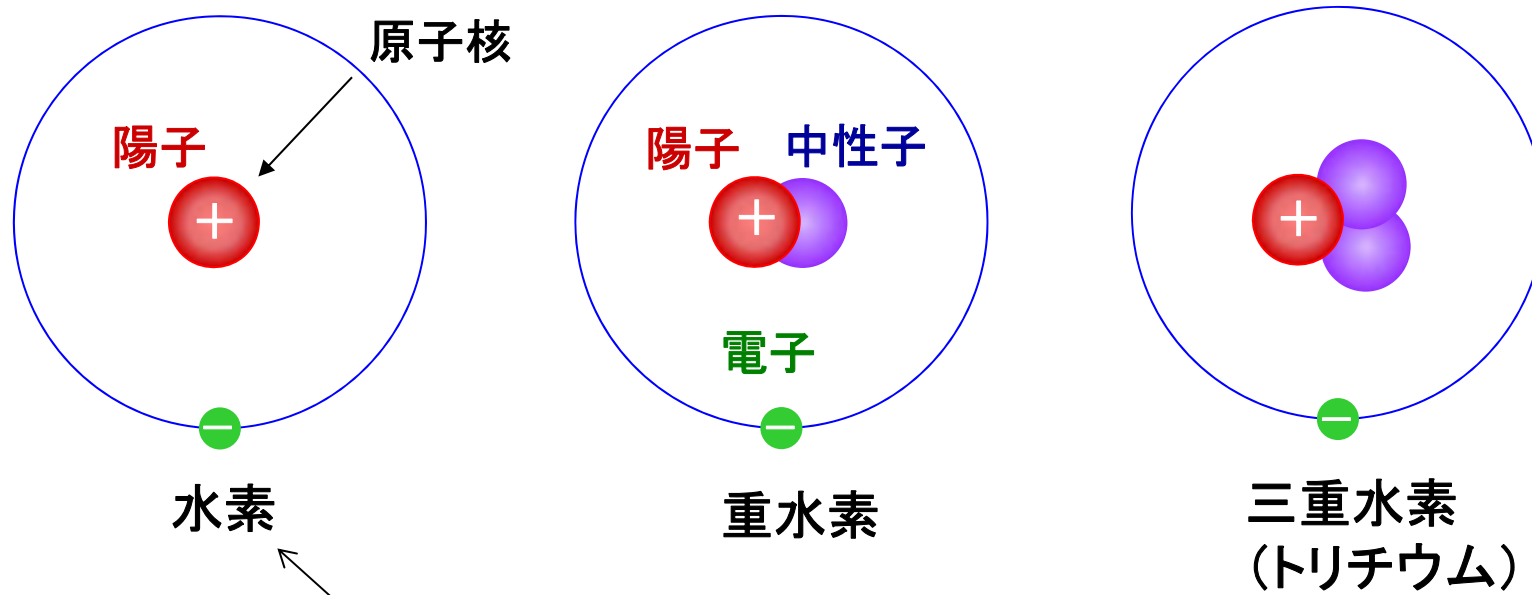 原子核
陽子
＋
－
水素
陽子 中性子
＋
電子
－
重水素
＋
－
三重水素
（トリチウム）